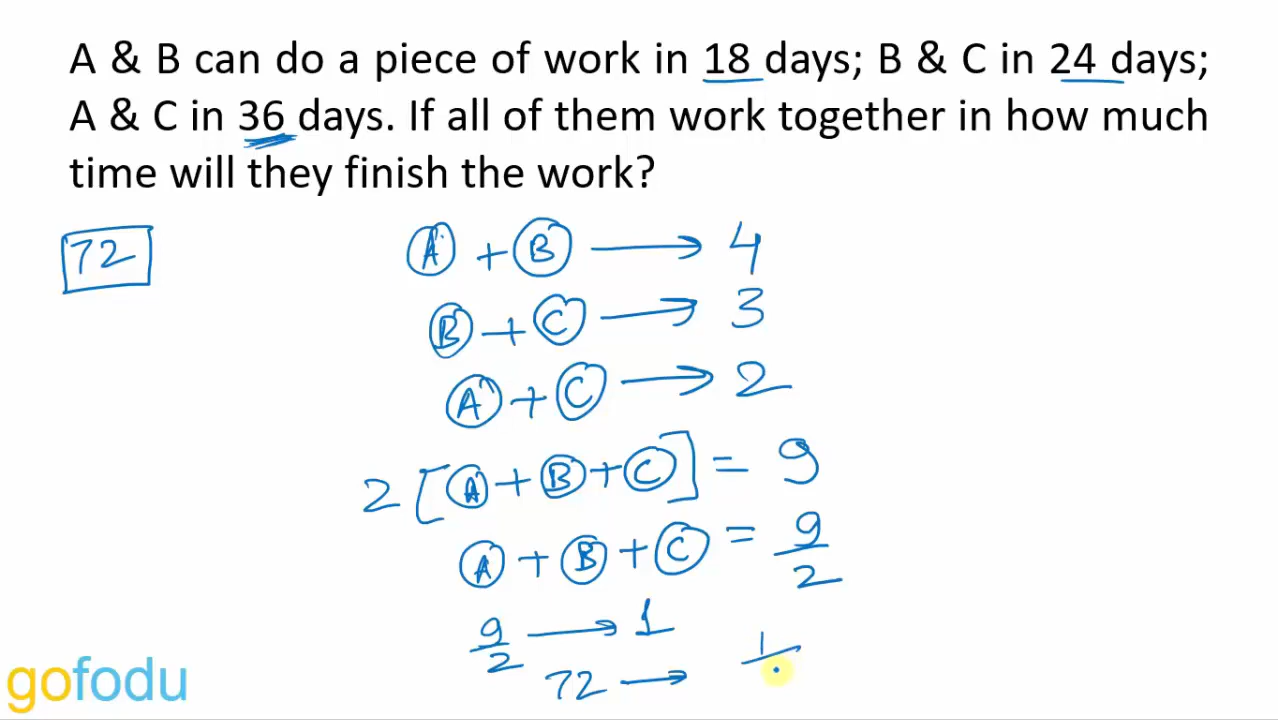 A & B can do a piece of work in 18 days; B & C in 24 days;
A & C in 36 days. If all of them work together in how much
time will they finish the work?
72
A + B → 4
B + C → 3
A + C → 2
2 [A + B + C] = 9
A + B + C = 9/2
9/2 → 1
72 → 1/
gofodu